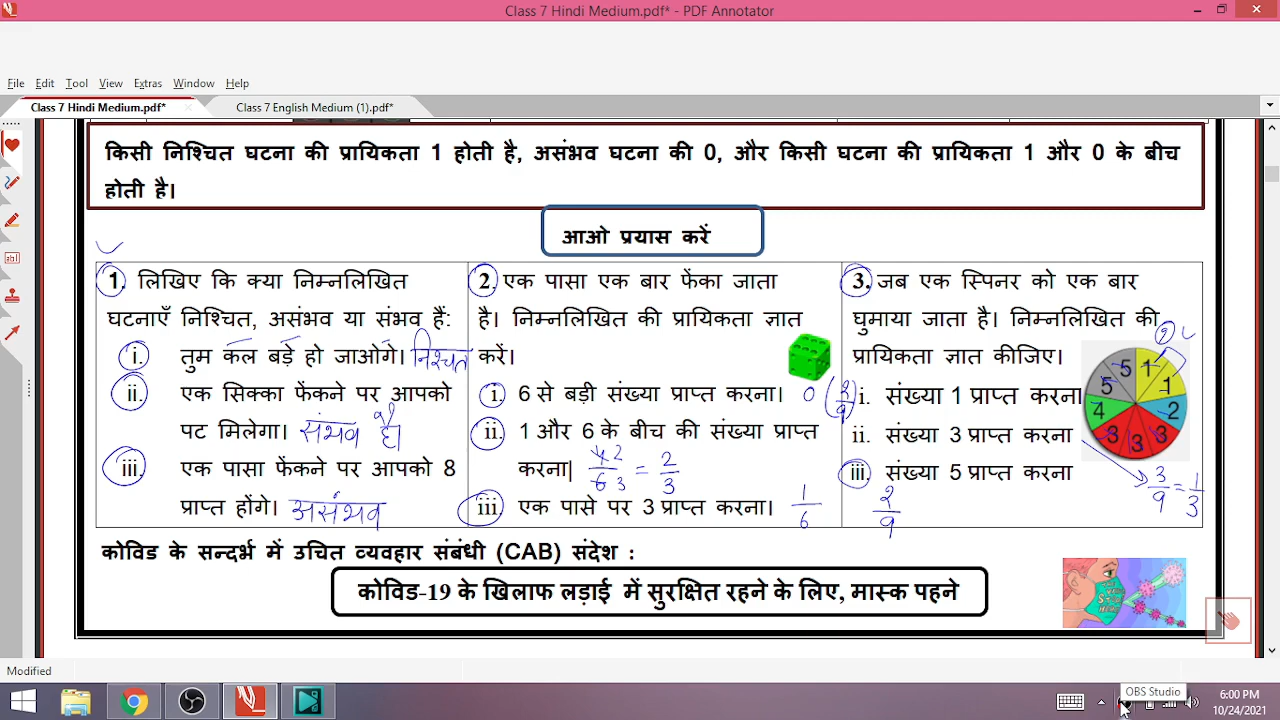 Class 7 Hindi Medium.pdf* - PDF Annotator
File Edit Tool View Extras Window Help
Class 7 Hindi Medium.pdf* Class 7 English Medium (1).pdf*
किसी निश्चित घटना की प्रायिकता 1 होती है, असंभव घटना की 0, और किसी घटना की प्रायिकता 1 और 0 के बीच
होती है।
आओ प्रयास करें
1. लिखिए कि क्या निम्नलिखित
घटनाएँ निश्चित, असंभव या संभव हैं:
i. तुम कल बड़े हो जाओगे। निश्चित
ii. एक सिक्का फेंकने पर आपको
पट मिलेगा। संभव
iii. एक पासा फेंकने पर आपको 8
प्राप्त होंगे। असंभव
2. एक पासा एक बार फेंका जाता
है। निम्नलिखित की प्रायिकता ज्ञात
करें।
i. 6 से बड़ी संख्या प्राप्त करना। 0
ii. 1 और 6 के बीच की संख्या प्राप्त
करना| 4/6 2 3 = 2/3
iii. एक पासे पर 3 प्राप्त करना। 1/6
3. जब एक स्पिनर को एक बार
घुमाया जाता है। निम्नलिखित की
प्रायिकता ज्ञात कीजिए।
i. संख्या 1 प्राप्त करना (2/9)
ii. संख्या 3 प्राप्त करना 3/9 = 1/3
iii. संख्या 5 प्राप्त करना
2/9
5 1
5 1
4 2
3 3 3
कोविड के सन्दर्भ में उचित व्यवहार संबंधी (CAB) संदेश :
कोविड-19 के खिलाफ लड़ाई में सुरक्षित रहने के लिए, मास्क पहने
Modified
OBS Studio
6:00 PM
10/24/2021